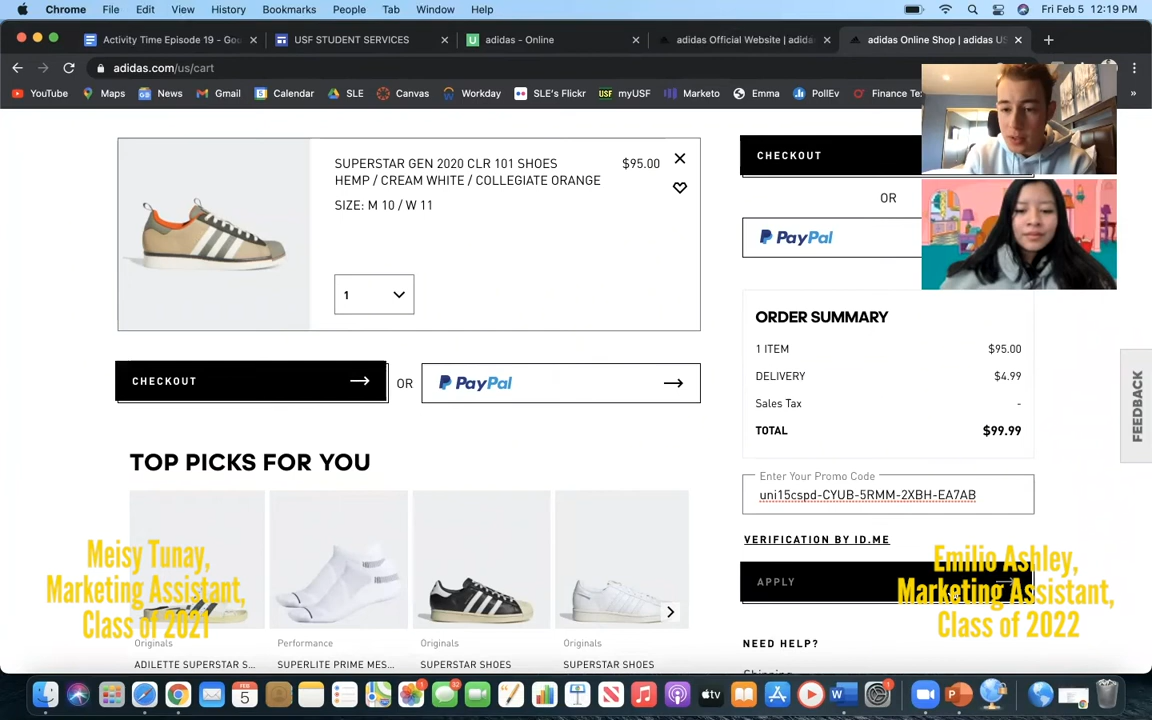 Chrome File Edit View History Bookmarks People Tab Window Help Fri Feb 5 12:19 PM
Activity Time Episode 19 - Goo USF STUDENT SERVICES adidas - Online adidas Official Website | adida adidas Online Shop | adidas US
adidas.com/us/cart
YouTube Maps News Gmail Calendar SLE Canvas Workday SLE's Flickr myUSF Marketo Emma PollEv Finance Te
SUPERSTAR GEN 2020 CLR 101 SHOES $95.00
HEMP / CREAM WHITE / COLLEGIATE ORANGE
SIZE: M 10 / W 11
1
CHECKOUT OR PayPal
CHECKOUT
OR
PayPal
ORDER SUMMARY
1 ITEM $95.00
DELIVERY $4.99
Sales Tax -
TOTAL $99.99
Enter Your Promo Code
uni15cspd-CYUB-5RMM-2XBH-EA7AB
VERIFICATION BY ID.ME
APPLY
NEED HELP?
FEEDBACK
TOP PICKS FOR YOU
Originals Performance Originals Originals
ADILETTE SUPERSTAR S... SUPERLITE PRIME MES... SUPERSTAR SHOES SUPERSTAR SHOES
Meisy Tunay,
Marketing Assistant,
Class of 2021
Emilio Ashley,
Marketing Assistant,
Class of 2022
FEB
5
tv